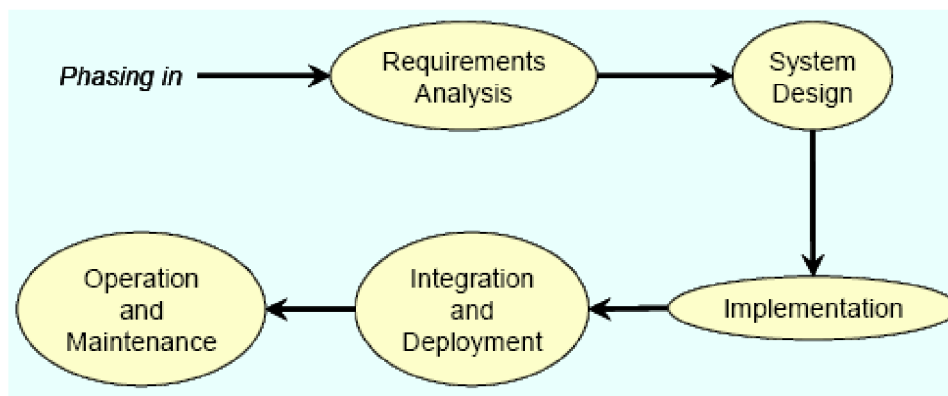 Phasing in
Requirements
Analysis
System
Design
Implementation
Integration
and
Deployment
Operation
and
Maintenance